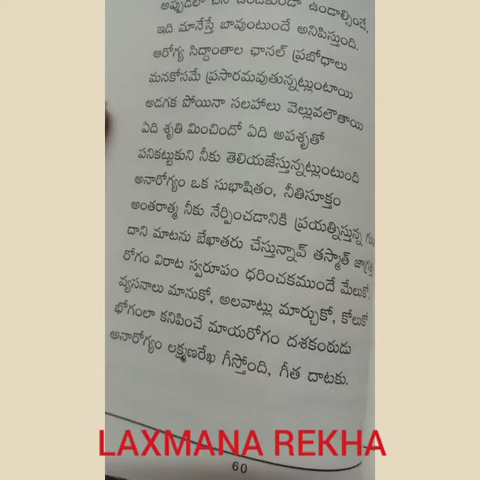 ఇది మానేస్తే బావుంటుందే అనిపిస్తుంది.
ఆరోగ్య సిద్దాంతాల ఛానల్ ప్రబోధాలు
మనకోసమే ప్రసారమవుతున్నట్లుంటాయి
అడగక పోయినా సలహాలు వెల్లువలౌతాయి
ఏది శృతి మించిందో ఏది అపశృతో
పనికట్టుకుని నీకు తెలియజేస్తున్నట్లుంటుంది
అనారోగ్యం ఒక సుభాషితం, నీతిసూక్తం
అంతరాత్మ నీకు నేర్పించడానికి ప్రయత్నిస్తున్న
దాని మాటను బేఖాతరు చేస్తున్నావ్ తస్మాత్ జాగ్రత్త
రోగం విరాట స్వరూపం ధరించకముందే మేలుకో,
వ్యసనాలు మానుకో, అలవాట్లు మార్చుకో, కోలుకో
భోగంలా కనిపించే మాయరోగం దశకంఠుడు
అనారోగ్యం లక్ష్మణరేఖ గీస్తోంది, గీత దాటకు.
60
LAXMANA REKHA